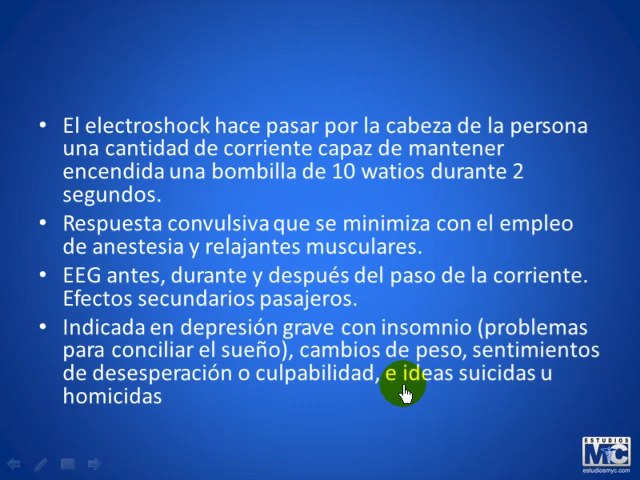 • El electroshock hace pasar por la cabeza de la persona
una cantidad de corriente capaz de mantener
encendida una bombilla de 10 watios durante 2
segundos.
• Respuesta convulsiva que se minimiza con el empleo
de anestesia y relajantes musculares.
• EEG antes, durante y después del paso de la corriente.
Efectos secundarios pasajeros.
• Indicada en depresión grave con insomnio (problemas
para conciliar el sueño), cambios de peso, sentimientos
de desesperación o culpabilidad, e ideas suicidas u
homicidas
ESTUDIOS
MyC
estudiosmyc.com